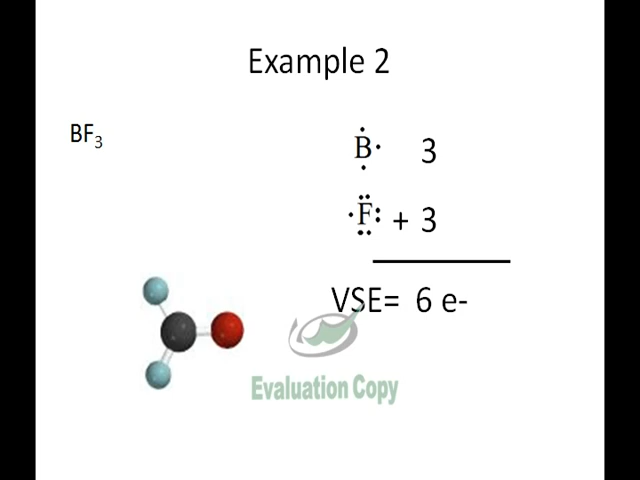 Example 2
BF3
B 3
F + 3
VSE= 6 e-
Evaluation Copy